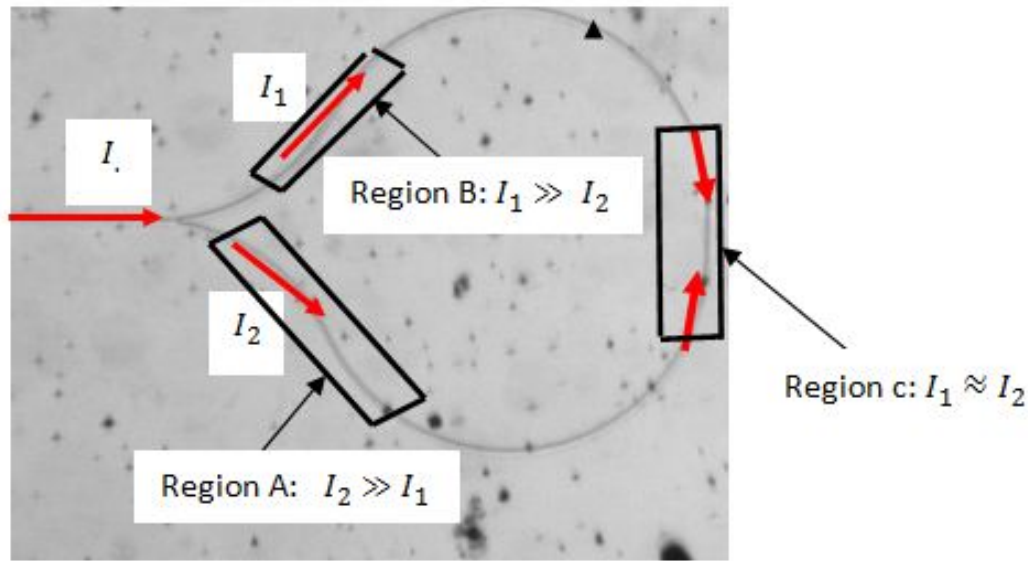 I₁
I.
Region B: I₁ ≫ I₂
I₂
Region c: I₁ ≈ I₂
Region A: I₂ ≫ I₁